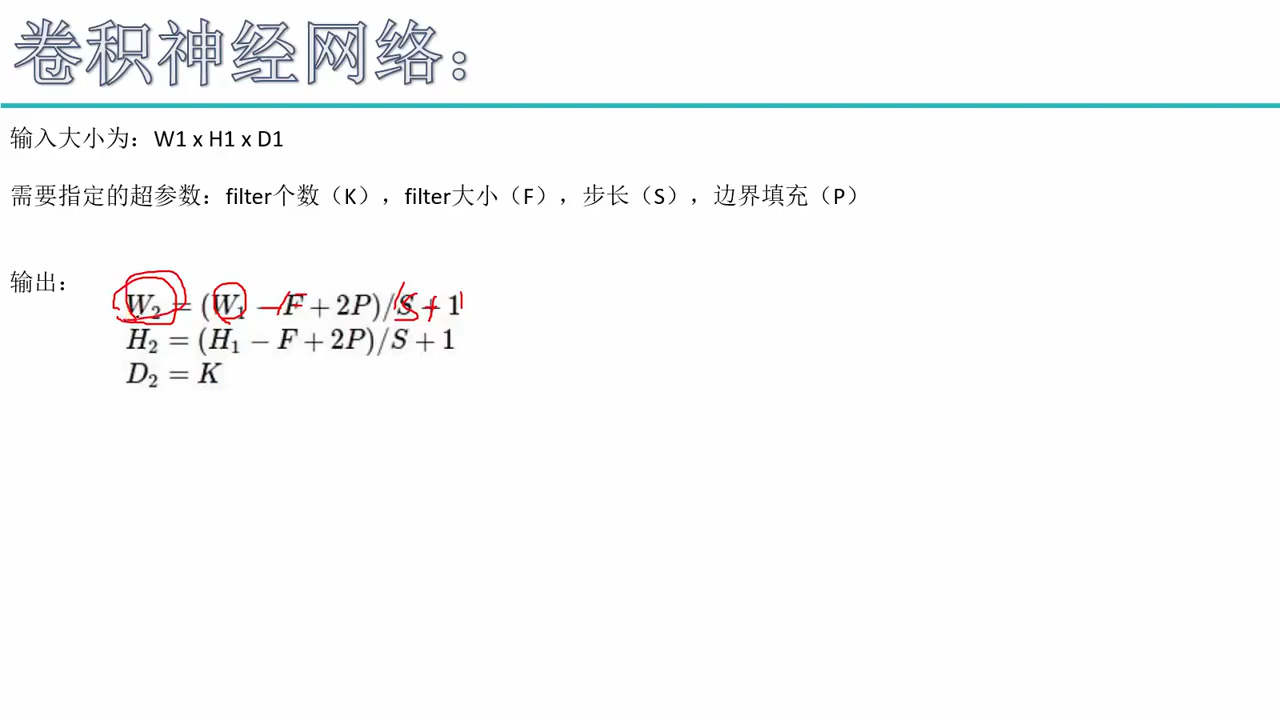 卷积神经网络：
输入大小为：W1 x H1 x D1
需要指定的超参数：filter个数（K），filter大小（F），步长（S），边界填充（P）
输出：
W₂ = (W₁ − F + 2P)/S + 1
H₂ = (H₁ − F + 2P)/S + 1
D₂ = K